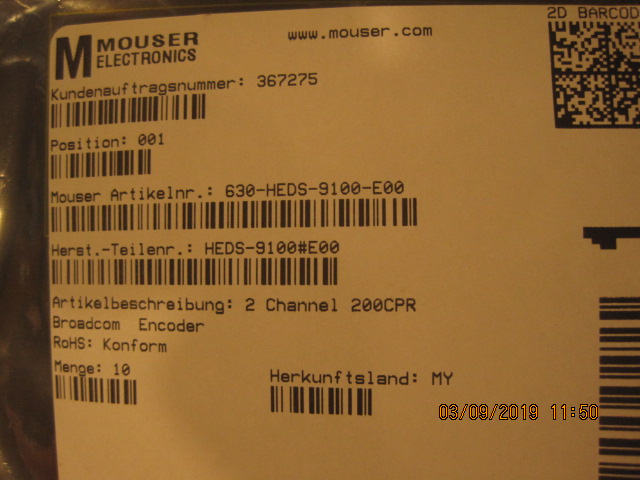 2D BARCOD
MOUSER
ELECTRONICS
www.mouser.com
Kundenauftragsnummer: 367275
Position: 001
Mouser Artikelnr.: 630-HEDS-9100-E00
Herst.-Teilenr.: HEDS-9100#E00
Artikelbeschreibung: 2 Channel 200CPR
Broadcom Encoder
RoHS: Konform
Menge: 10
Herkunftsland: MY
03/09/2019 11:50